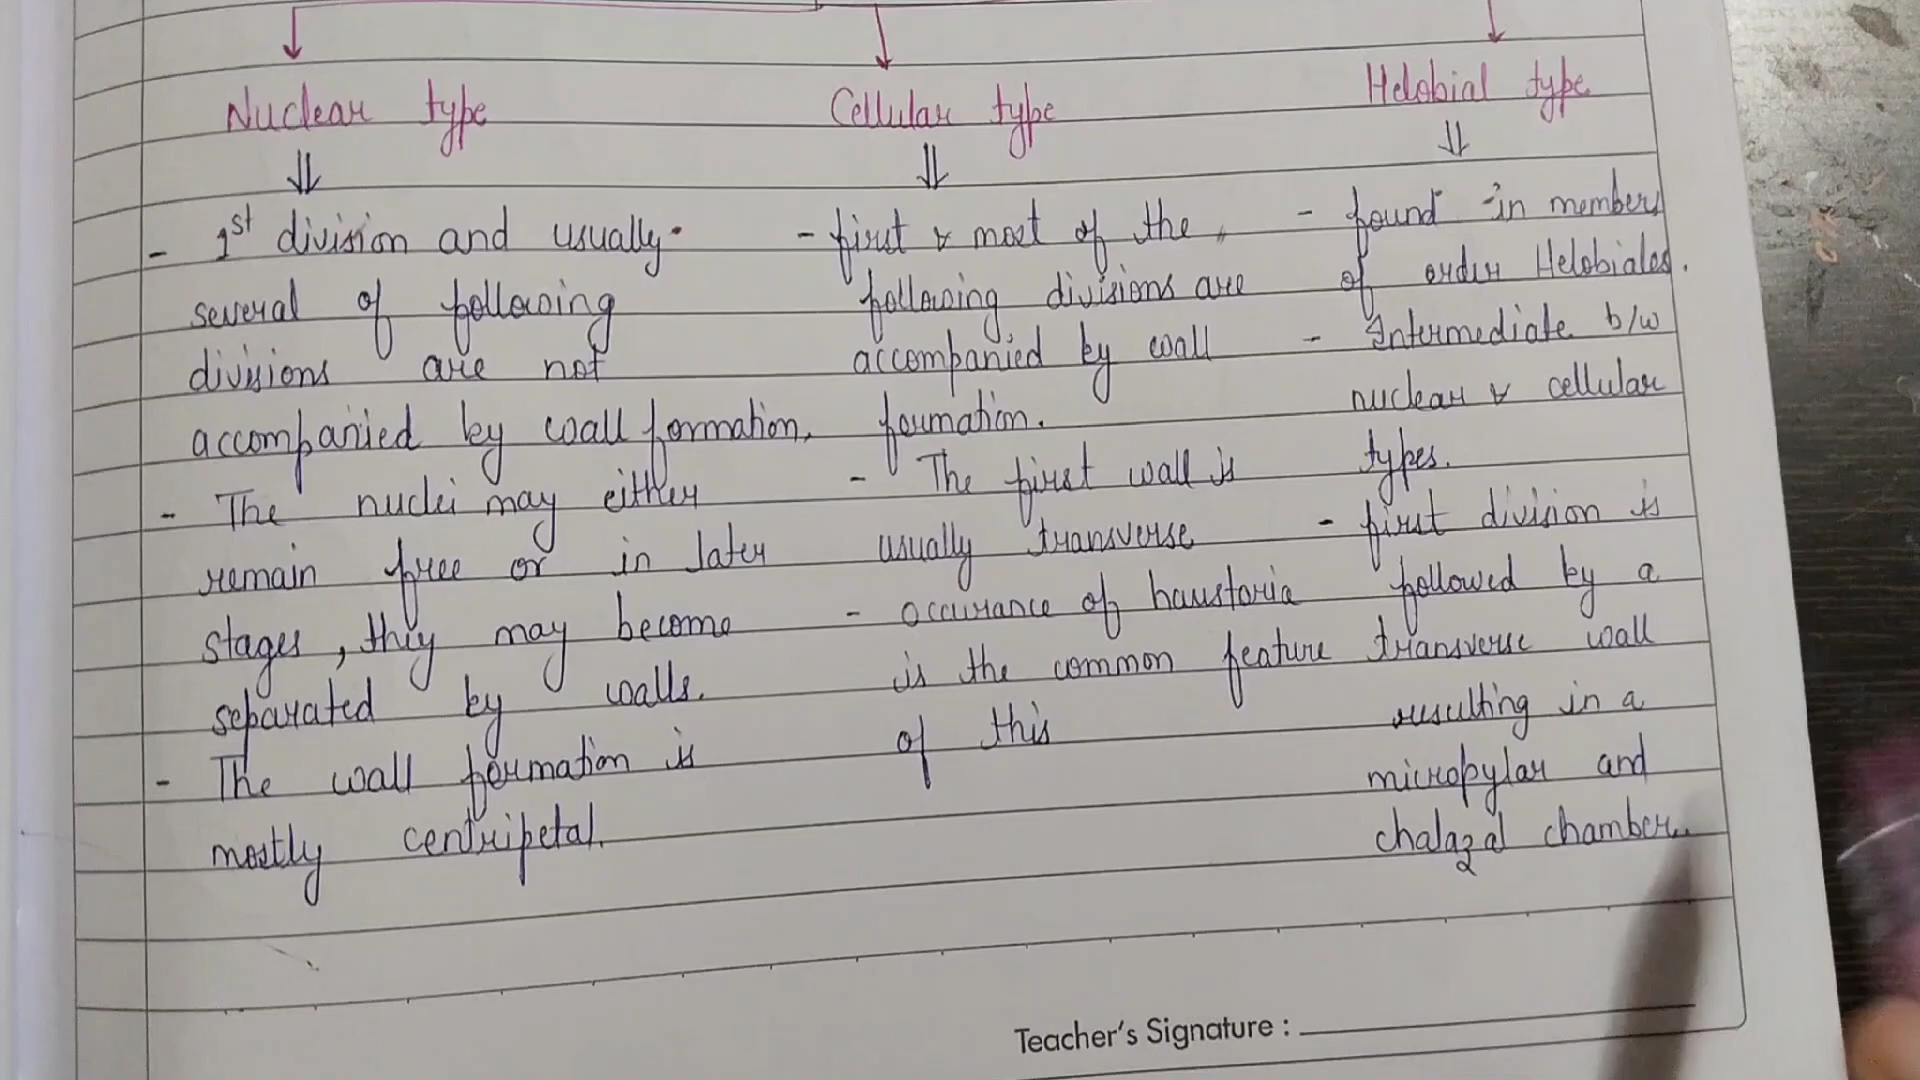 Nuclear type
1st division and usually
several of following
divisions are not
accompanied by wall formation,
- The nuclei may either
remain free or in later
stages, they may become
separated by walls.
- The wall formation is
mostly centripetal.
Cellular type
- first & most of the
following divisions are
accompanied by wall
formation.
- The first wall is
usually transverse
- occurance of haustoria
is the common feature
of this
Helobial type
- found in members
of order Helobiales.
- Intermediate b/w
nuclear & cellular
types.
- first division is
followed by a
transverse wall
resulting in a
micropylar and
chalazal chamber.
Teacher's Signature :